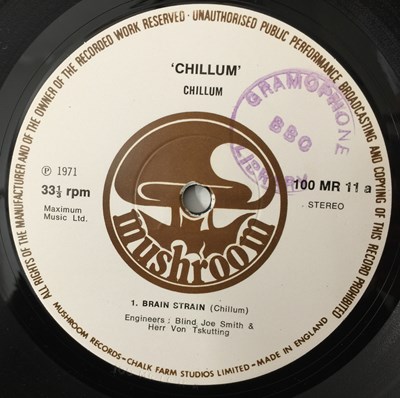 ALL RIGHTS OF THE MANUFACTURER AND OF THE OWNER OF THE RECORDED WORK RESERVED · UNAUTHORISED PUBLIC PERFORMANCE BROADCASTING AND COPYING OF THIS RECORD PROHIBITED
'CHILLUM'
CHILLUM
GRAMOPHONE
BBC
LIBRARY
℗ 1971
33⅓ rpm
Maximum
Music Ltd.
100 MR 11 a
STEREO
mushroom
1. BRAIN STRAIN (Chillum)
Engineers : Blind Joe Smith &
Herr Von Tskutting
MUSHROOM RECORDS—CHALK FARM STUDIOS LIMITED—MADE IN ENGLAND